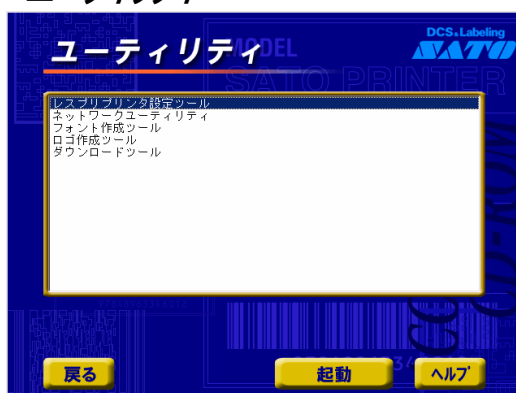 ユーティリティ
DCS & Labeling
SATO
MODEL
SATO PRINTER
レスプリプリンタ設定ツール
ネットワークユーティリティ
フォント作成ツール
ロゴ作成ツール
ダウンロードツール
CD-ROM
戻る
起動
ヘルプ